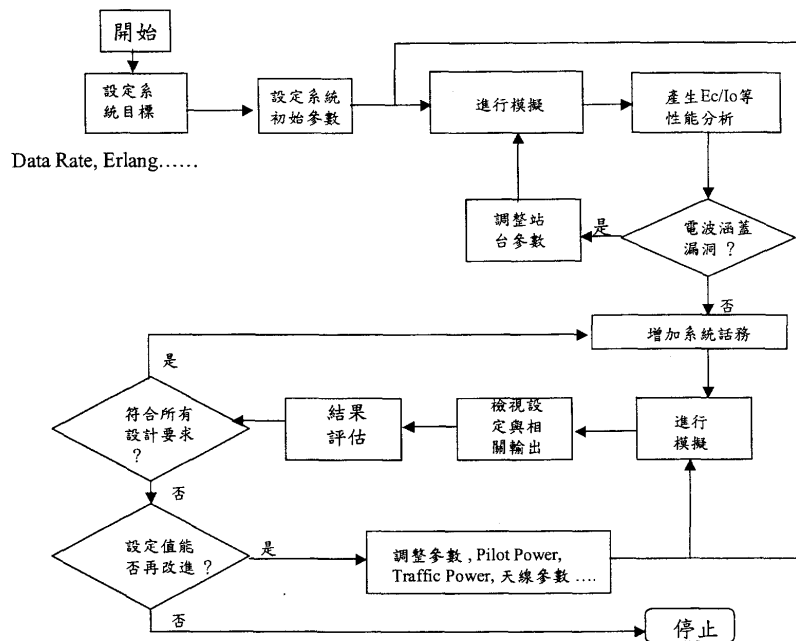 開始
設定系
統目標
設定系統
初始參數
進行模擬
產生Ec/Io等
性能分析
Data Rate, Erlang……
調整站
台參數
是
電波涵蓋
漏洞？
否
增加系統話務
是
符合所有
設計要求
？
結果
評估
檢視設
定與相
關輸出
進行
模擬
否
設定值能
否再改進？
是
調整參數 , Pilot Power,
Traffic Power, 天線參數 ….
否
停止